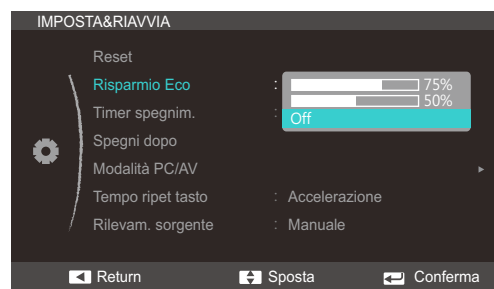 IMPOSTA&RIAVVIA
Reset
Risparmio Eco : 75%
50%
Timer spegnim. : Off
Spegni dopo
Modalità PC/AV
Tempo ripet tasto : Accelerazione
Rilevam. sorgente : Manuale
Return Sposta Conferma